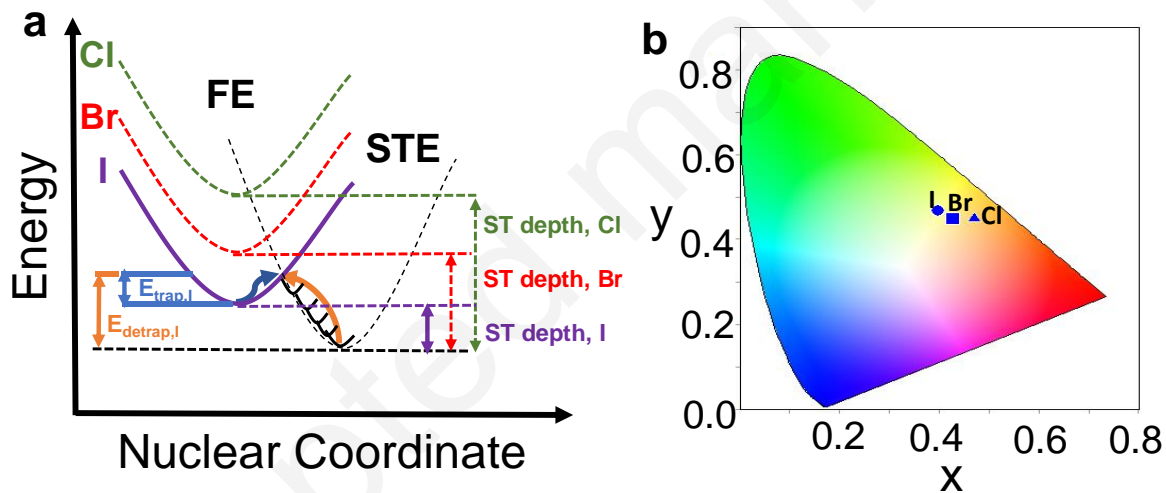 a
Cl
Br
I
FE
STE
ST depth, Cl
ST depth, Br
ST depth, I
E_trap,I
E_detrap,I
Energy
Nuclear Coordinate
b
0.8
0.6
0.4
0.2
0.0
y
I
Br
Cl
0.2
0.4
0.6
0.8
x